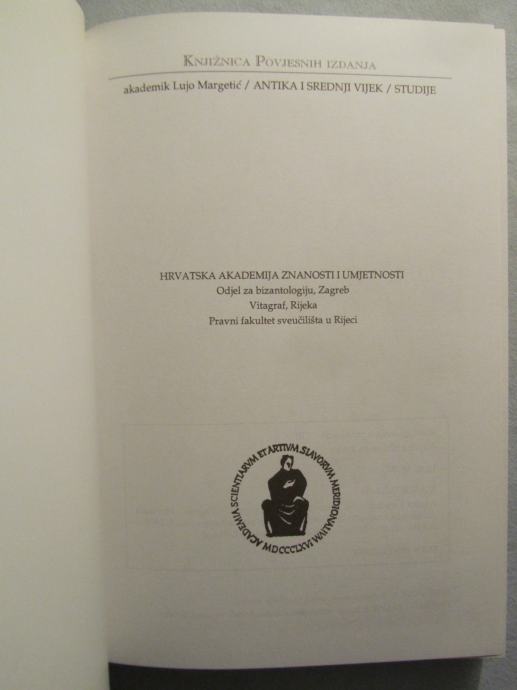 KNJIŽNICA POVJESNIH IZDANJA
akademik Lujo Margetić / ANTIKA I SREDNJI VIJEK / STUDIJE
HRVATSKA AKADEMIJA ZNANOSTI I UMJETNOSTI
Odjel za bizantologiju, Zagreb
Vitagraf, Rijeka
Pravni fakultet sveučilišta u Rijeci
ACADEMIA SCIENTIARVM ET ARTIVM SLAVORVM MERIDIONALIVM MDCCCLXVI